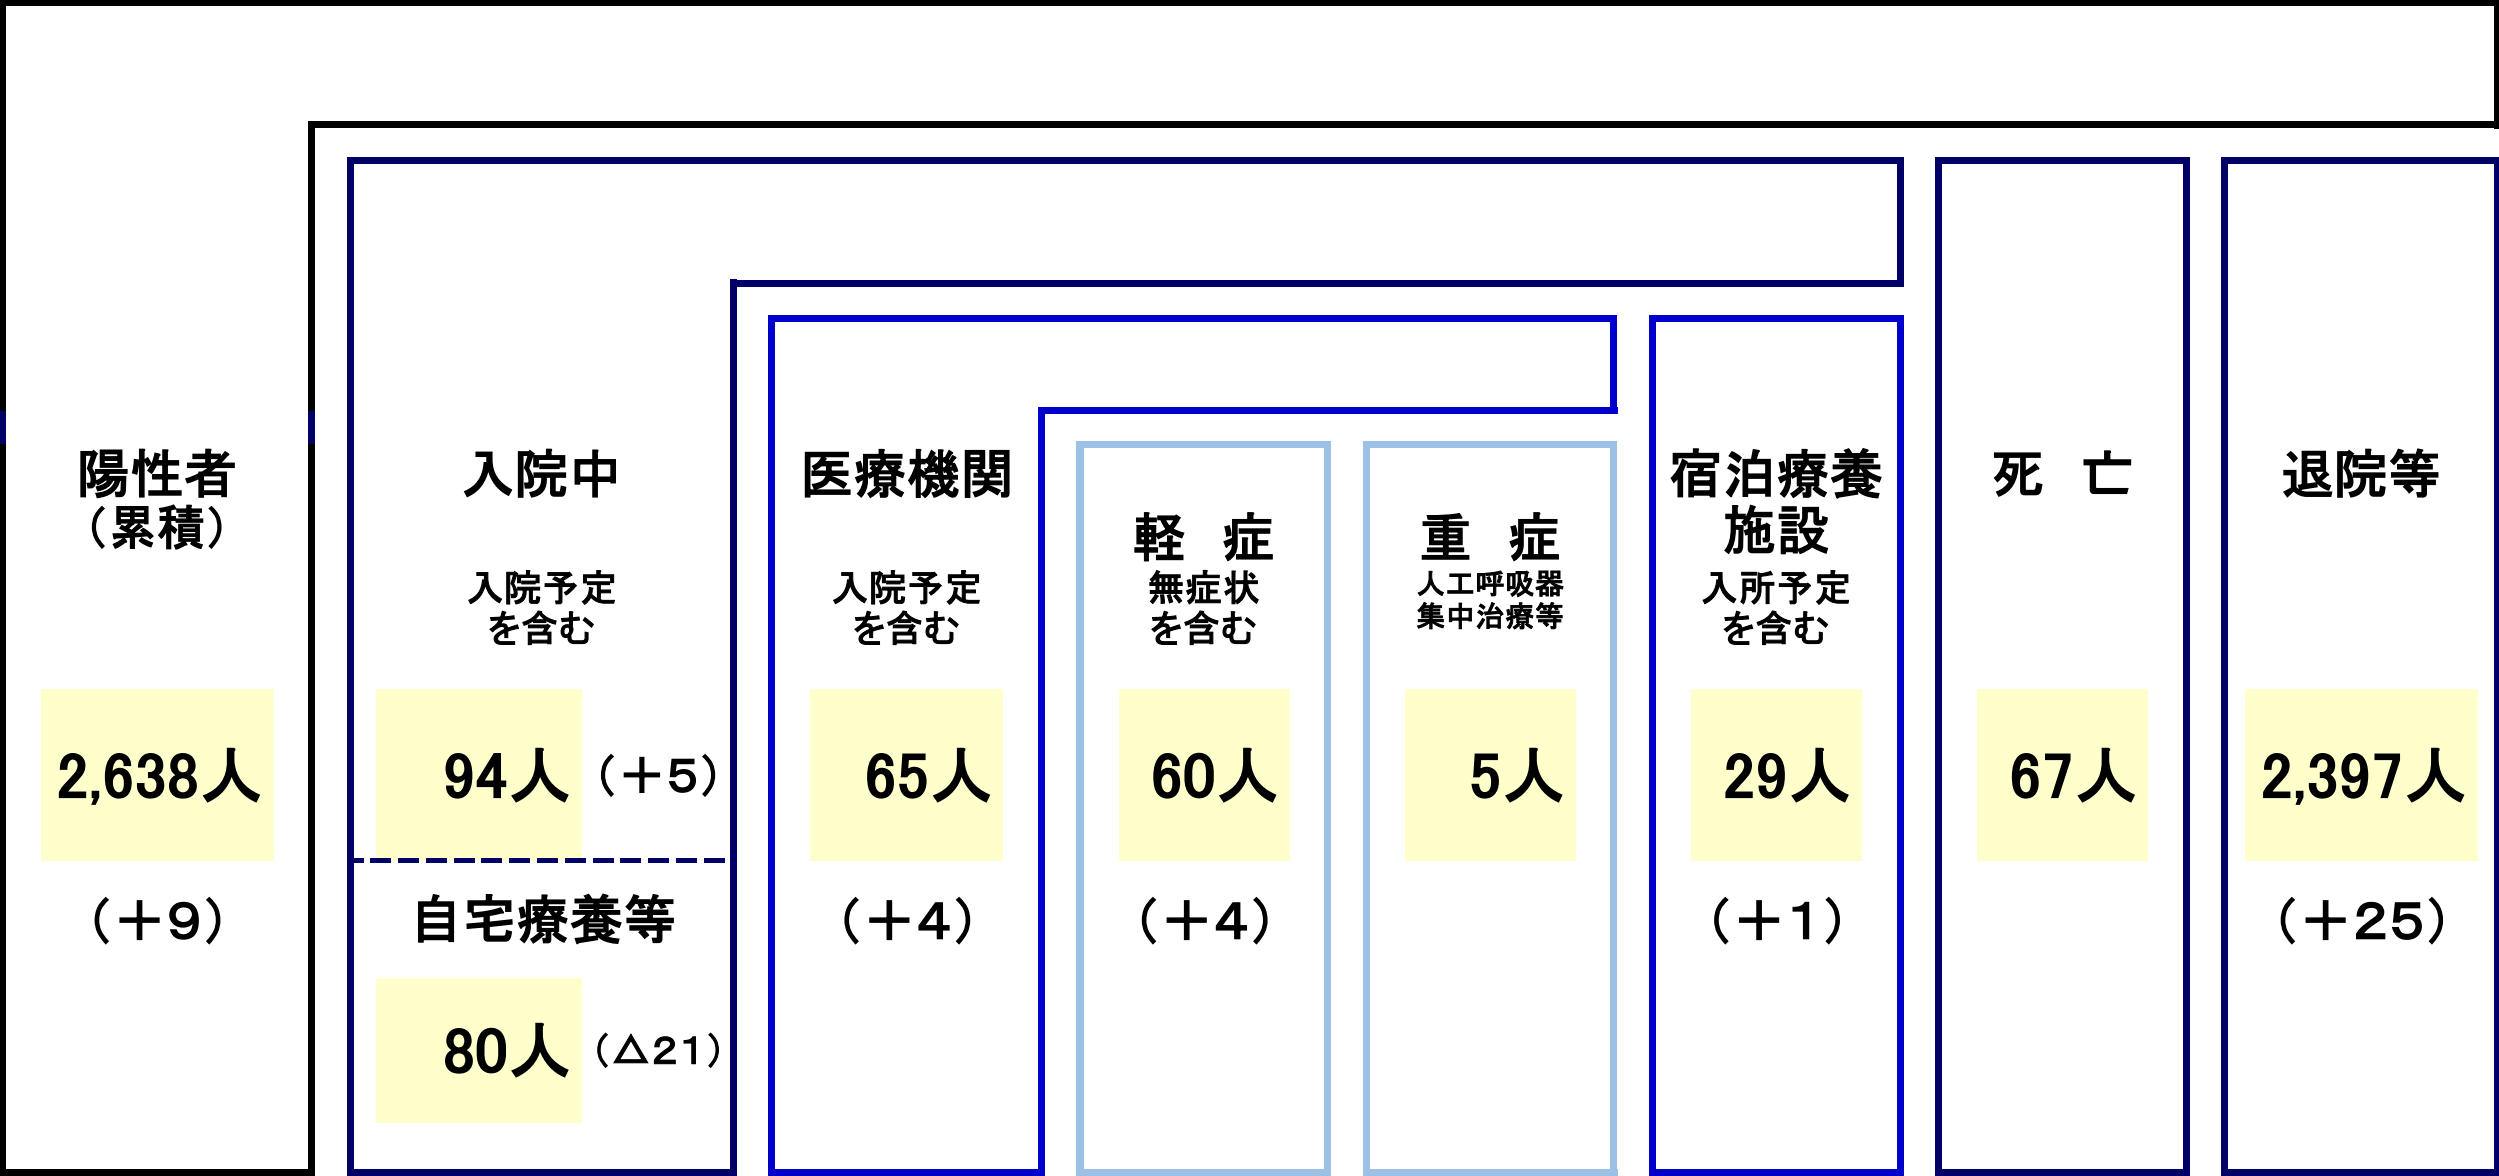 陽性者
（累積）
2,638人
（＋９）
入院中
入院予定
を含む
94人（＋５）
自宅療養等
80人（△２１）
医療機関
入院予定
を含む
65人
（＋４）
軽　症
無症状
を含む
60人
（＋４）
重　症
人工呼吸器
集中治療等
5人
宿泊療養
施設
入所予定
を含む
29人
（＋１）
死　亡
67人
退院等
2,397人
（＋２５）